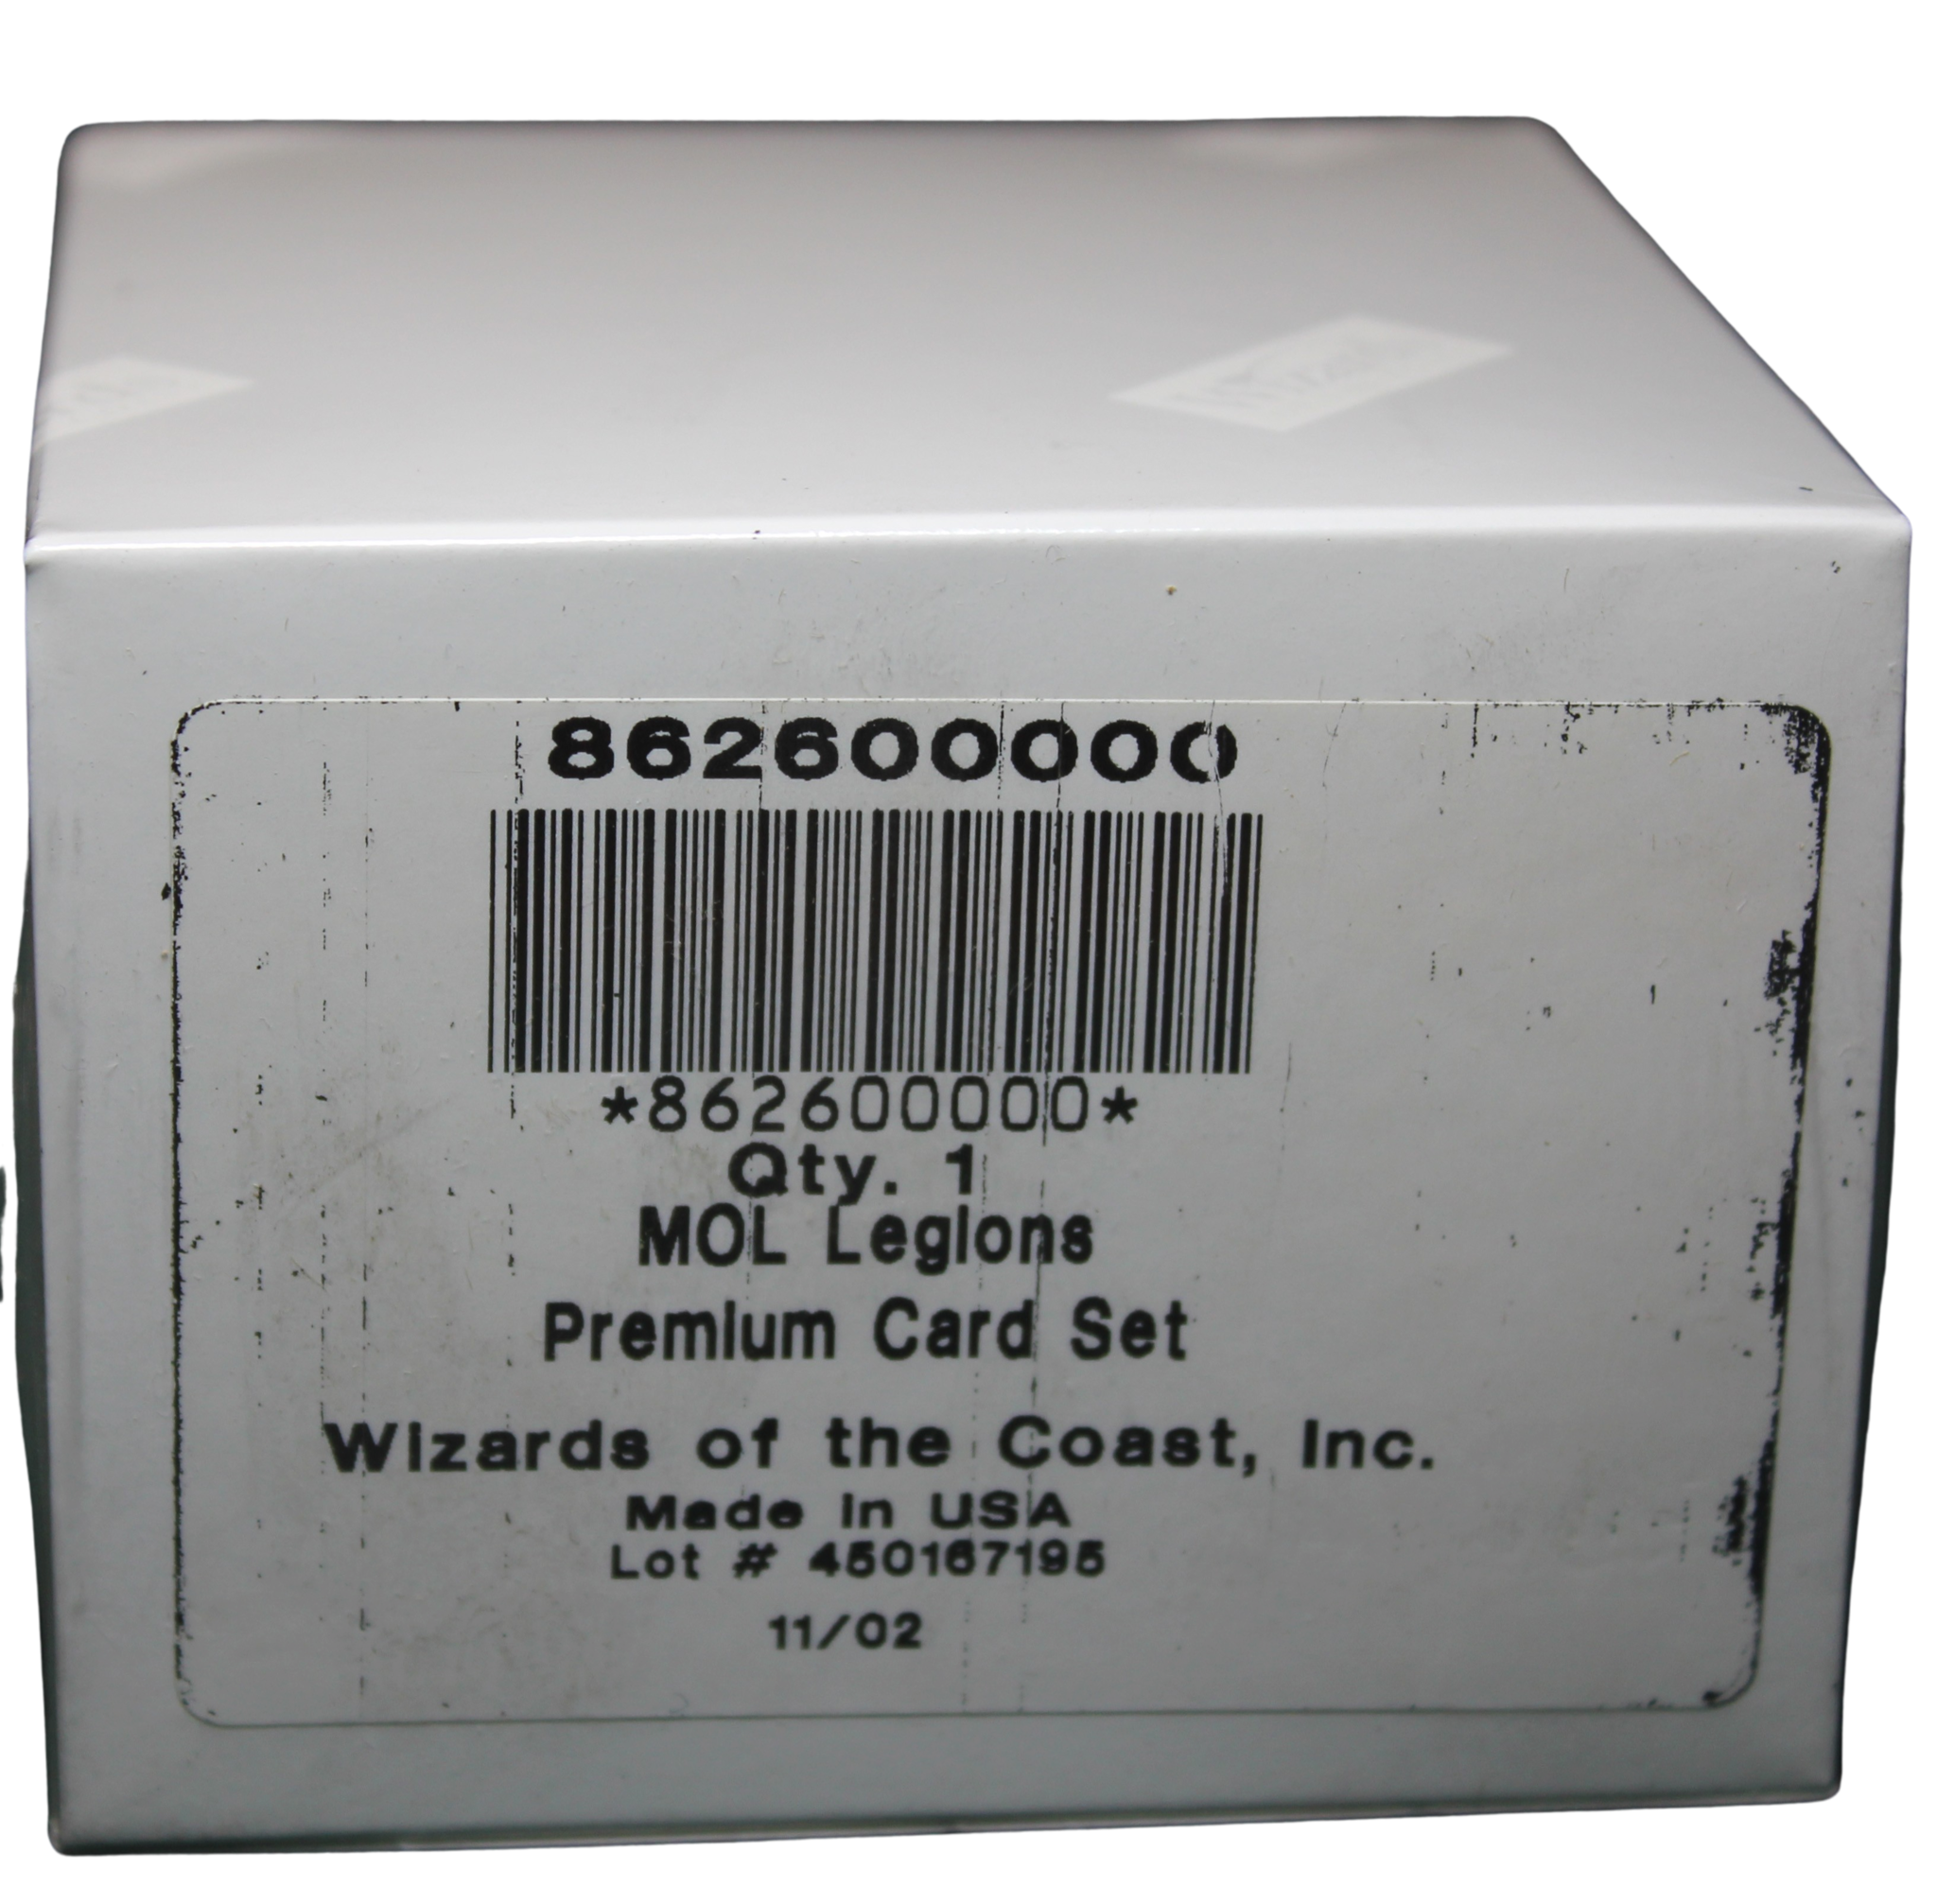 862600000
*862600000*
Qty. 1
MOL Legions
Premium Card Set
Wizards of the Coast, Inc.
Made in USA
Lot # 450167195
11/02